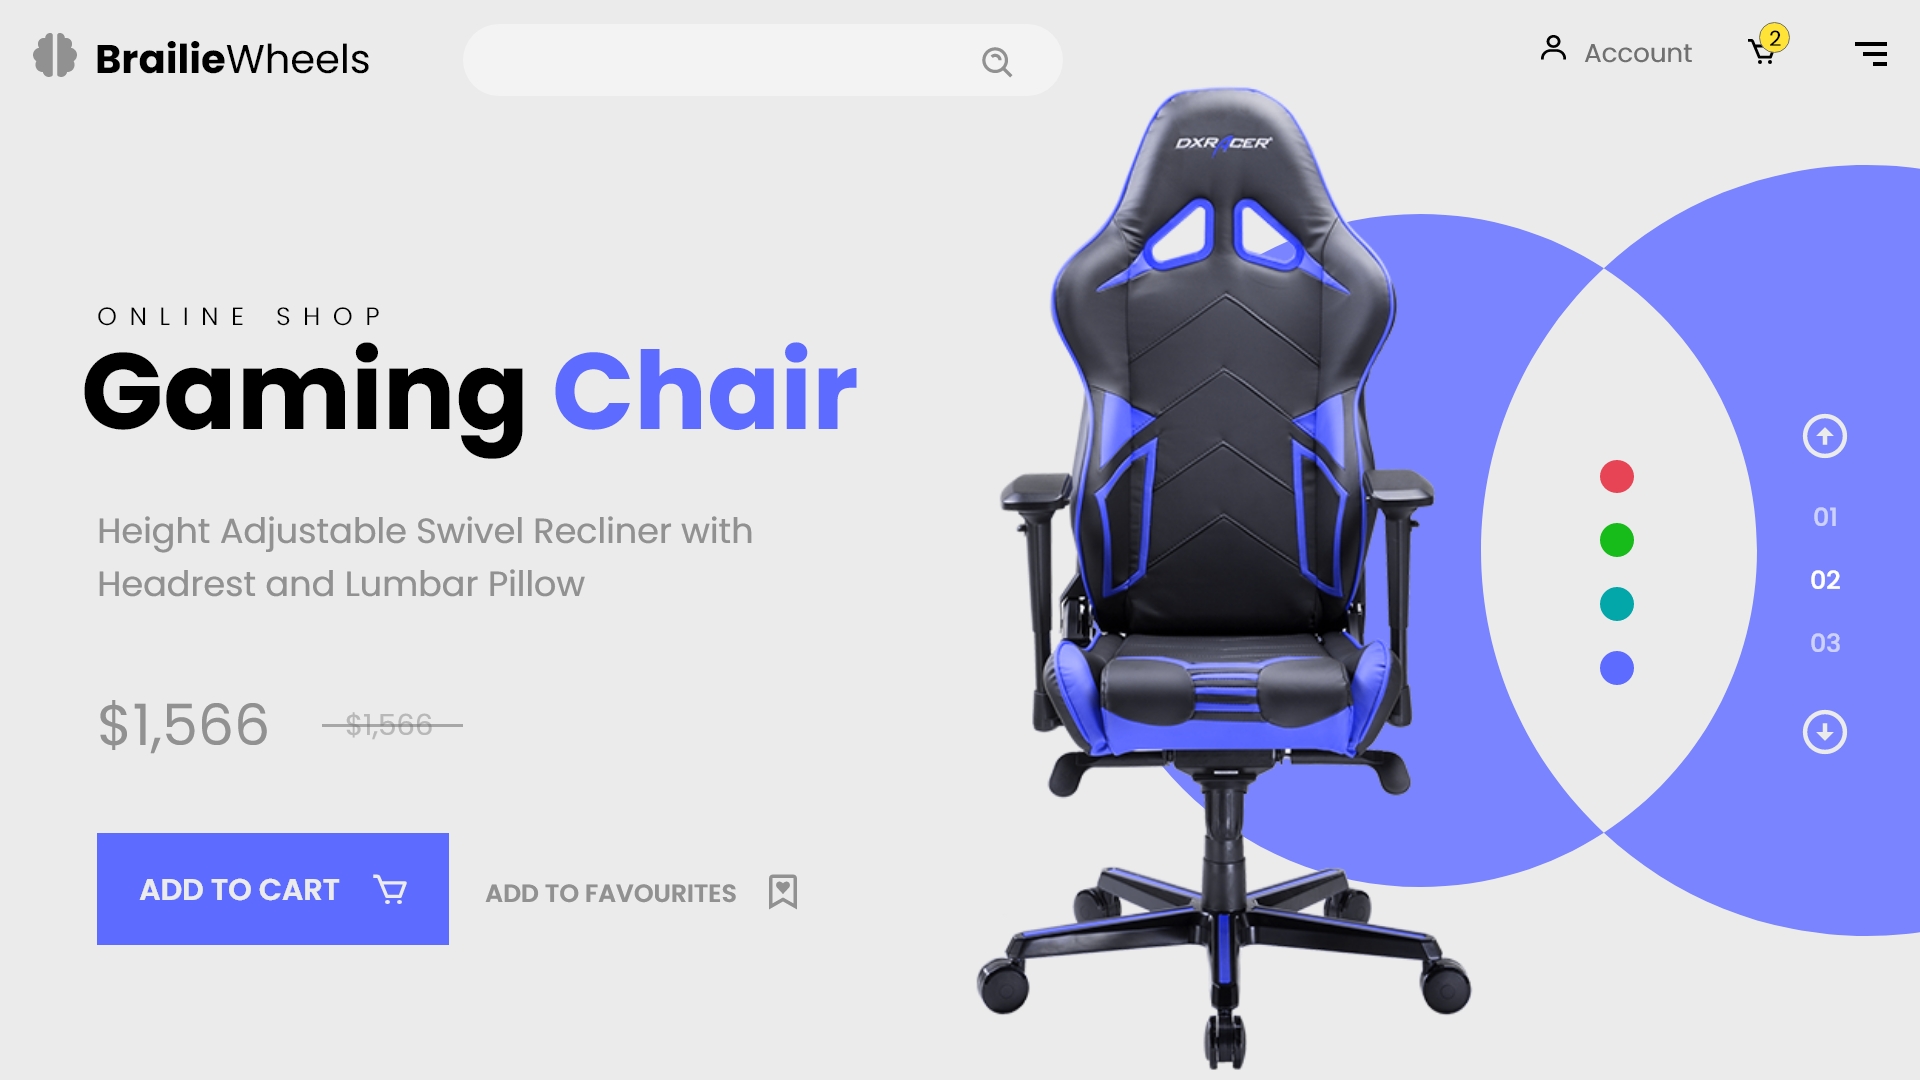 BrailieWheels
Account
2
DXRACER
ONLINE SHOP
Gaming Chair
Height Adjustable Swivel Recliner with
Headrest and Lumbar Pillow
$1,566 $1,566
ADD TO CART
ADD TO FAVOURITES
01
02
03